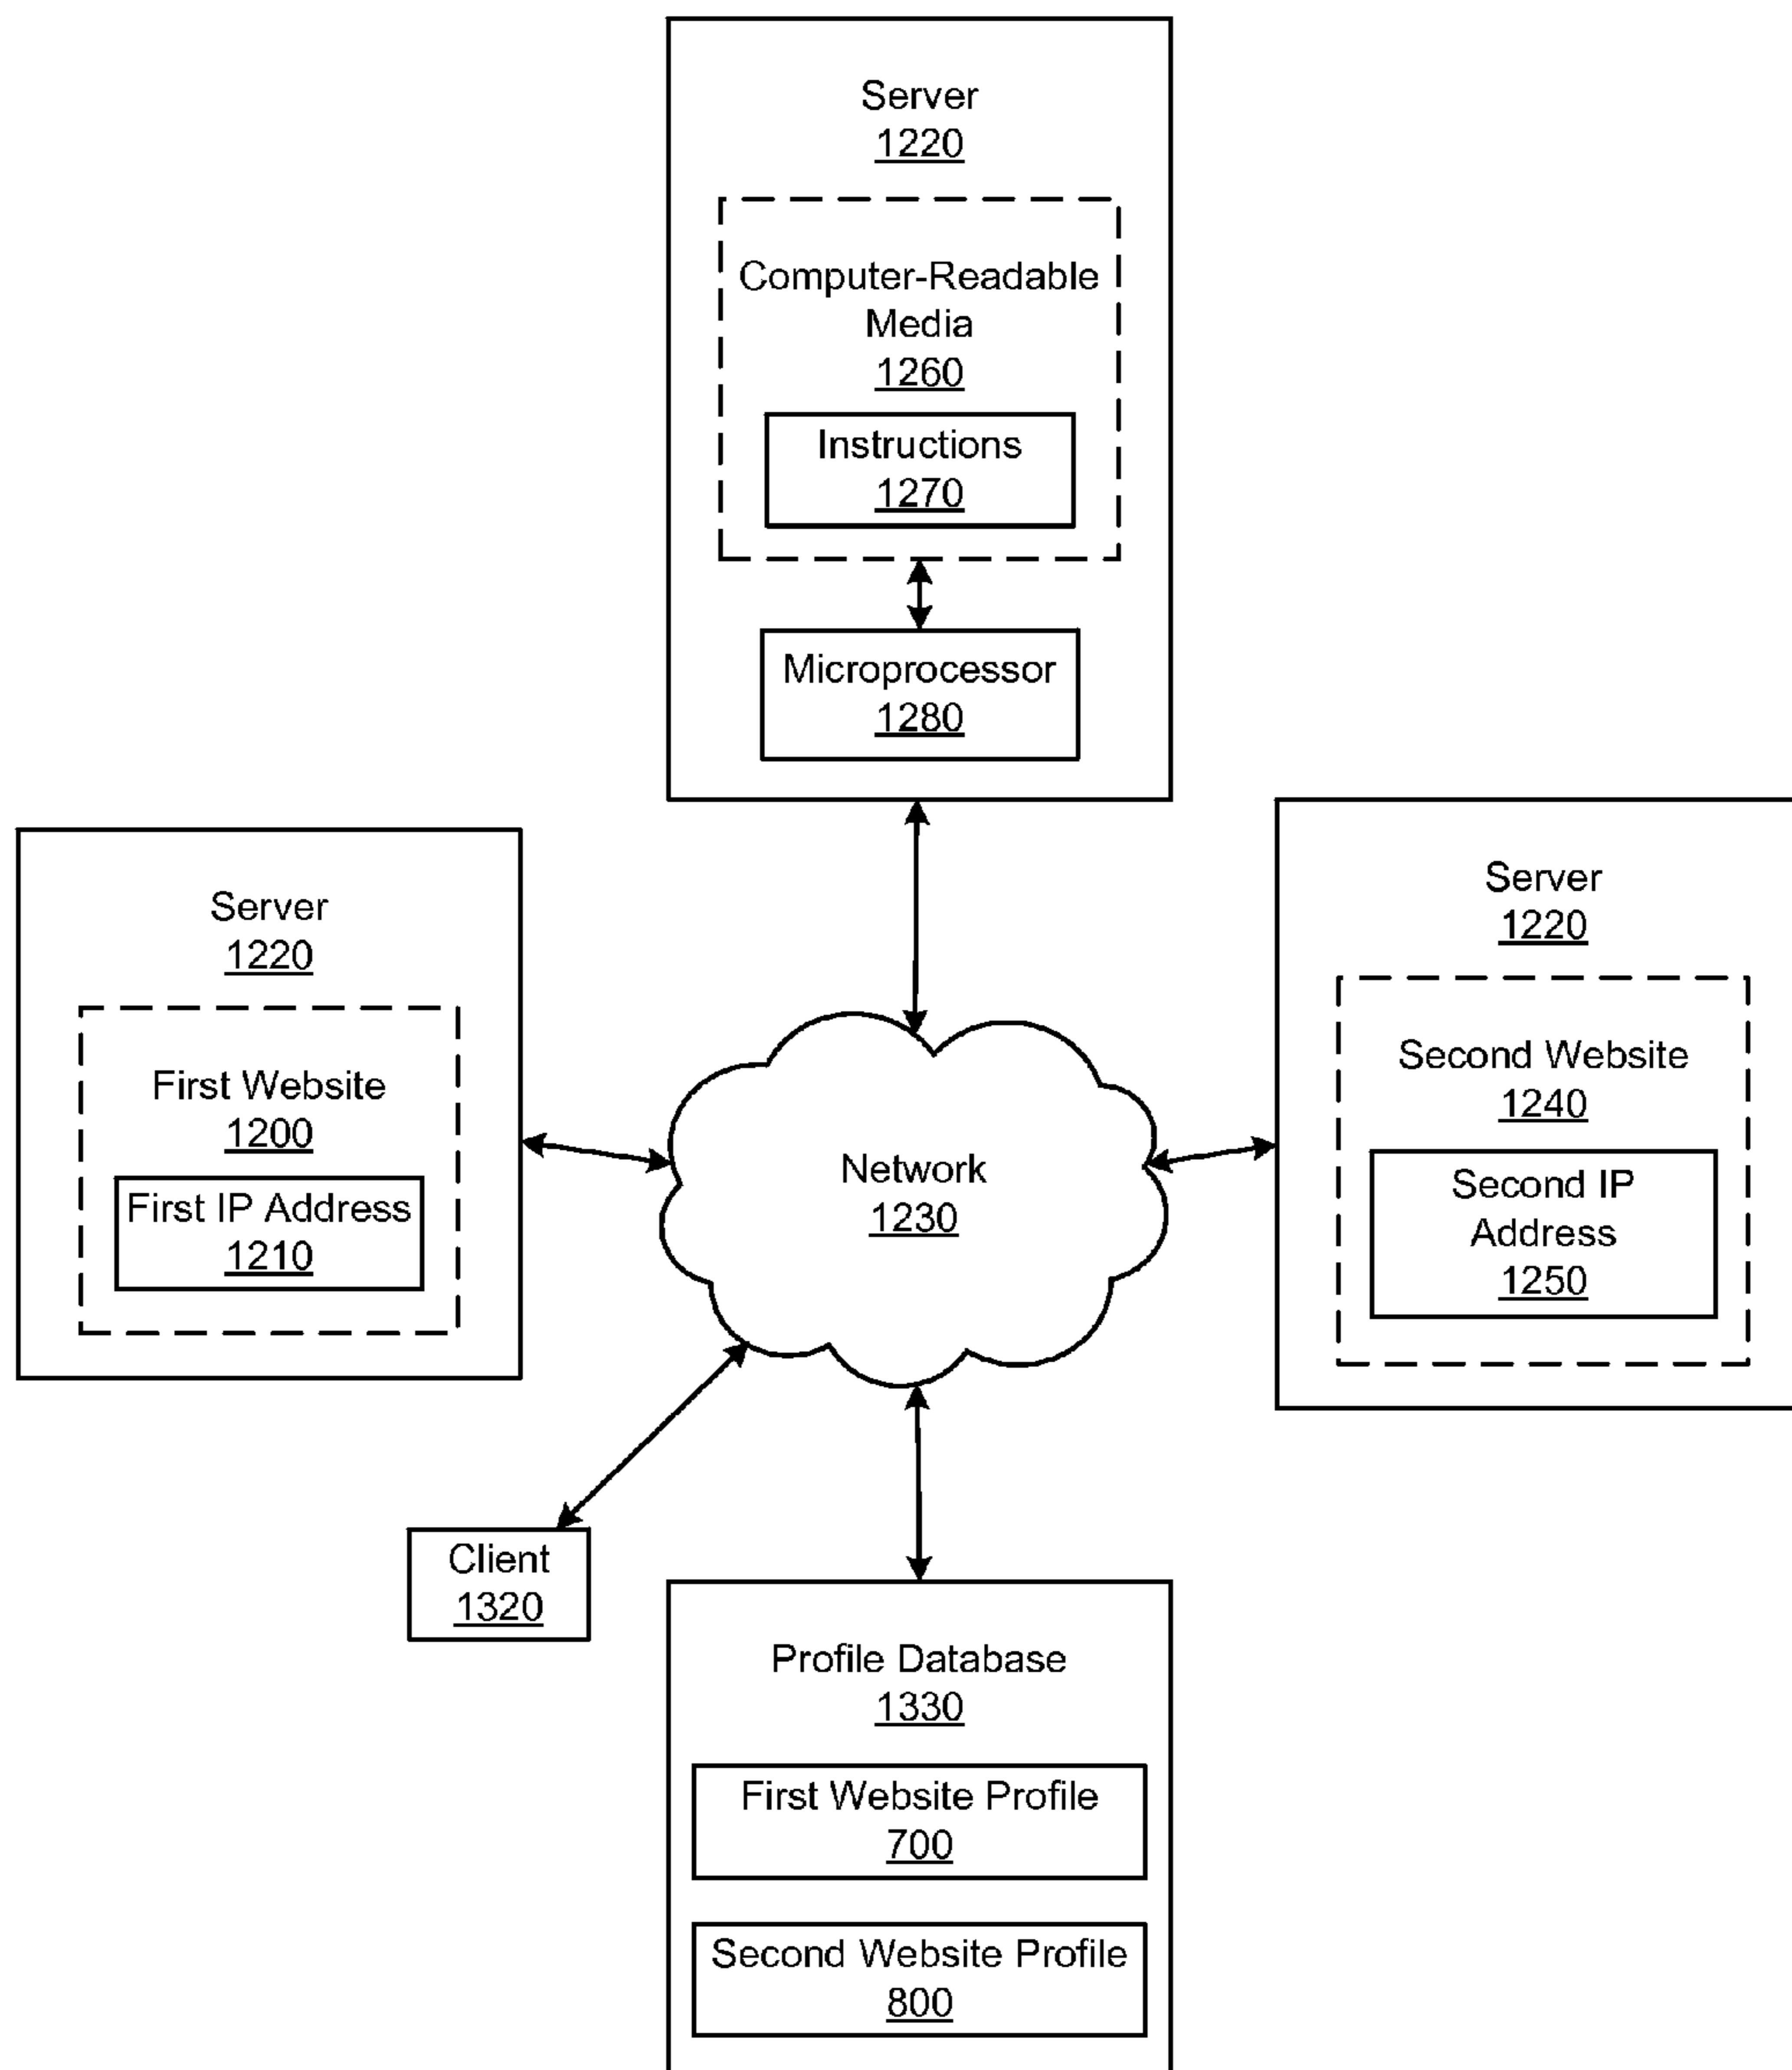 Server
1220
Computer-Readable
Media
1260
Instructions
1270
Microprocessor
1280
Server
1220
First Website
1200
First IP Address
1210
Network
1230
Server
1220
Second Website
1240
Second IP
Address
1250
Client
1320
Profile Database
1330
First Website Profile
700
Second Website Profile
800